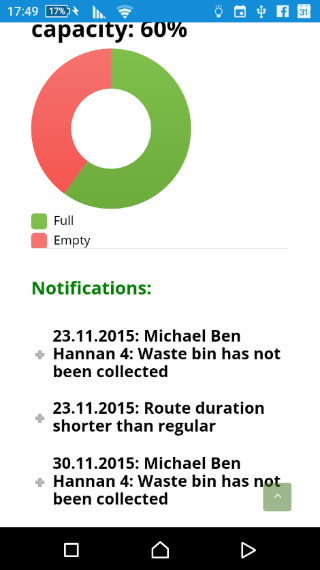 17:49 17%
31
capacity: 60%
Full
Empty
Notifications:
23.11.2015: Michael Ben
Hannan 4: Waste bin has not
been collected
23.11.2015: Route duration
shorter than regular
30.11.2015: Michael Ben
Hannan 4: Waste bin has not
been collected